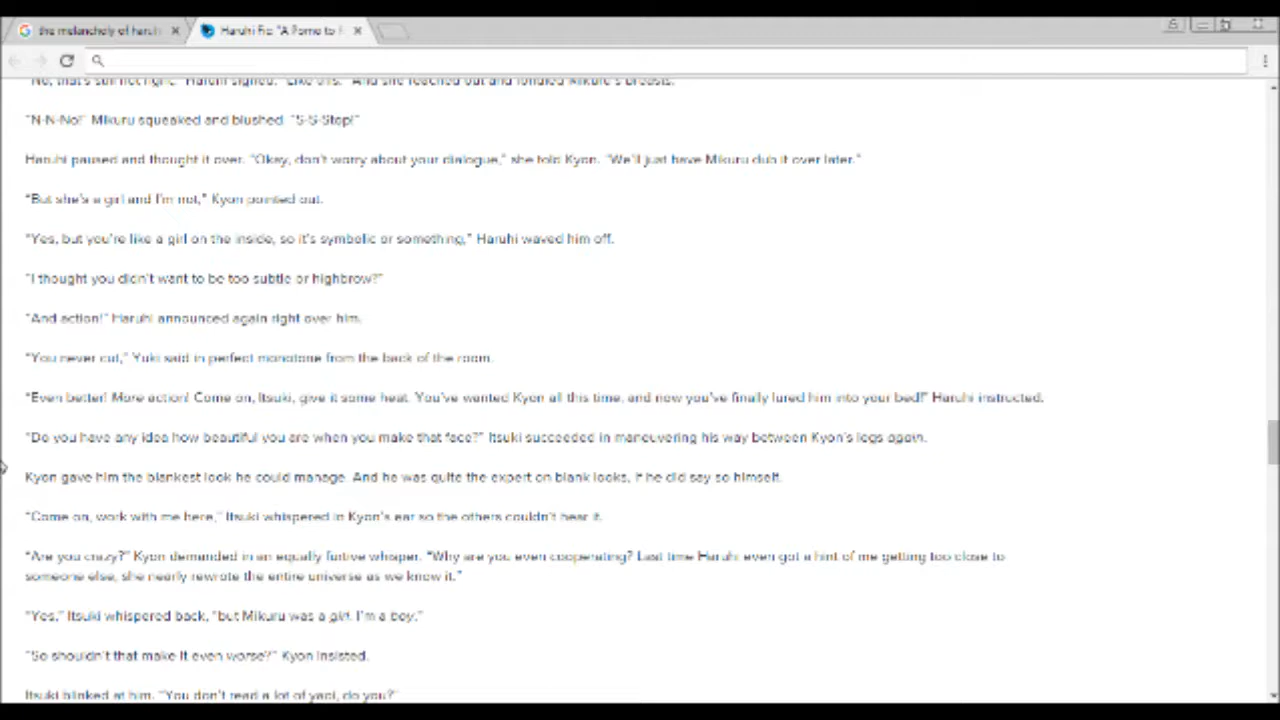 the melancholy of haruh
Haruhi Fic: "A Porno to
"No, that's still not right," Haruhi sighed. "Like this." And she reached out and fondled Mikuru's breasts.
"N-N-No!" Mikuru squeaked and blushed. "S-S-Stop!"
Haruhi paused and thought it over. "Okay, don't worry about your dialogue," she told Kyon. "We'll just have Mikuru dub it over later."
"But she's a girl and I'm not," Kyon pointed out.
"Yes, but you're like a girl on the inside, so it's symbolic or something," Haruhi waved him off.
"I thought you didn't want to be too subtle or highbrow?"
"And action!" Haruhi announced again right over him.
"You never cut," Yuki said in perfect monotone from the back of the room.
"Even better! More action! Come on, Itsuki, give it some heat. You've wanted Kyon all this time, and now you've finally lured him into your bed!" Haruhi instructed.
"Do you have any idea how beautiful you are when you make that face?" Itsuki succeeded in maneuvering his way between Kyon's legs again.
Kyon gave him the blankest look he could manage. And he was quite the expert on blank looks, if he did say so himself.
"Come on, work with me here," Itsuki whispered in Kyon's ear so the others couldn't hear it.
"Are you crazy?" Kyon demanded in an equally furtive whisper. "Why are you even cooperating? Last time Haruhi even got a hint of me getting too close to
someone else, she nearly rewrote the entire universe as we know it."
"Yes," Itsuki whispered back, "but Mikuru was a girl. I'm a boy."
"So shouldn't that make it even worse?" Kyon insisted.
Itsuki blinked at him. "You don't read a lot of yaoi, do you?"